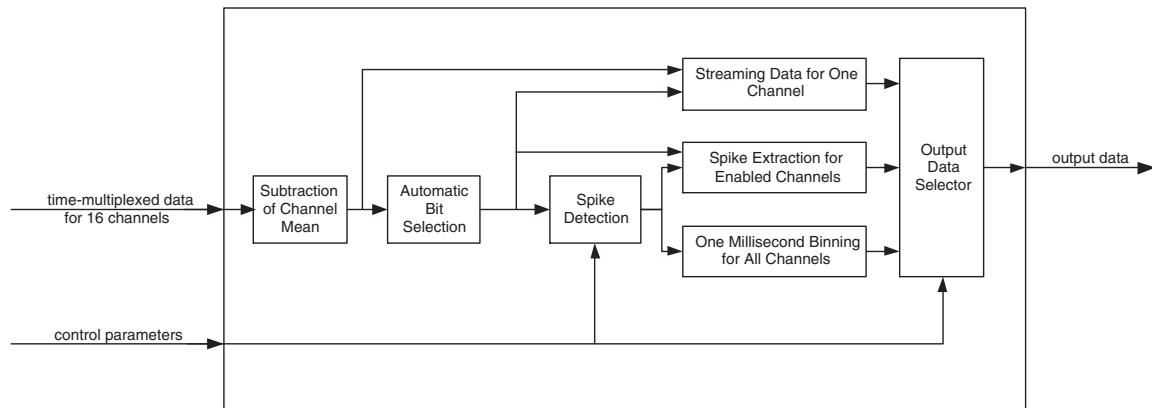 Streaming Data for One
Channel
Spike Extraction for
Enabled Channels
One Millisecond Binning
for All Channels
Output
Data
Selector
output data
time-multiplexed data
for 16 channels
Subtraction
of Channel
Mean
Automatic
Bit
Selection
Spike
Detection
control parameters